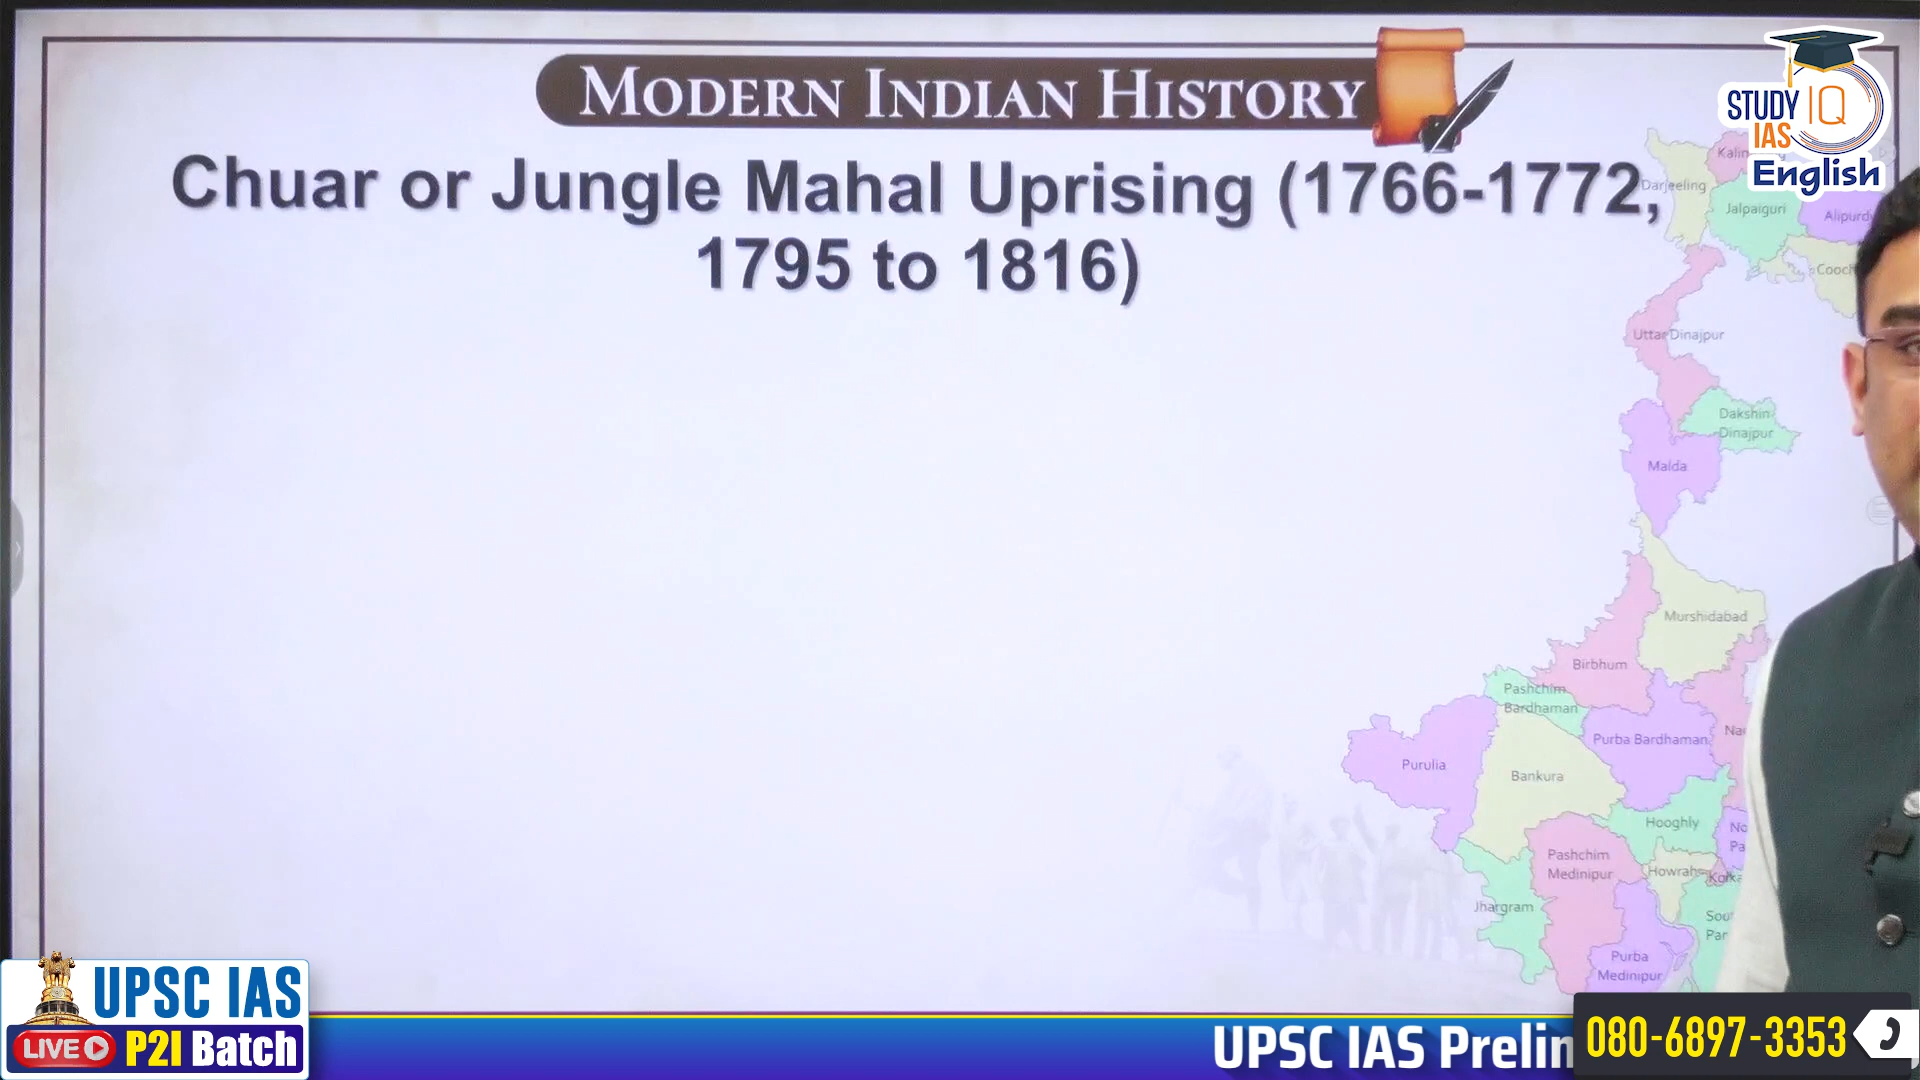 MODERN INDIAN HISTORY
Chuar or Jungle Mahal Uprising (1766-1772,
1795 to 1816)
STUDY IQ
IAS
English
Darjeeling
Jalpaiguri
Uttar Dinajpur
Dakshin
Dinajpur
Malda
Murshidabad
Birbhum
Pashchim
Bardhaman
Purba Bardhaman
Purulia
Bankura
Hooghly
Pashchim
Medinipur
Howrah
Jhargram
Purba
Medinipur
UPSC IAS
LIVE P2I Batch
UPSC IAS
080-6897-3353